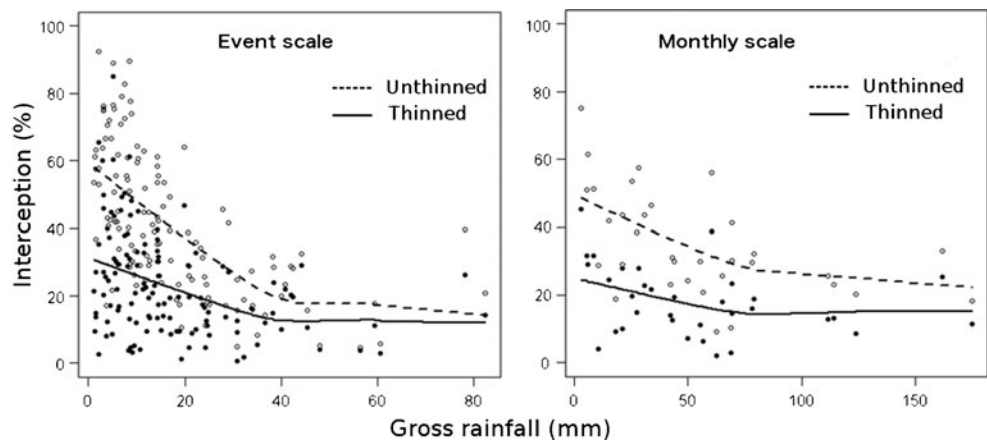 Event scale
Monthly scale
Unthinned
Thinned
Unthinned
Thinned
Interception (%)
100
80
60
40
20
0
100
80
60
40
20
0
0 20 40 60 80
0 50 100 150
Gross rainfall (mm)